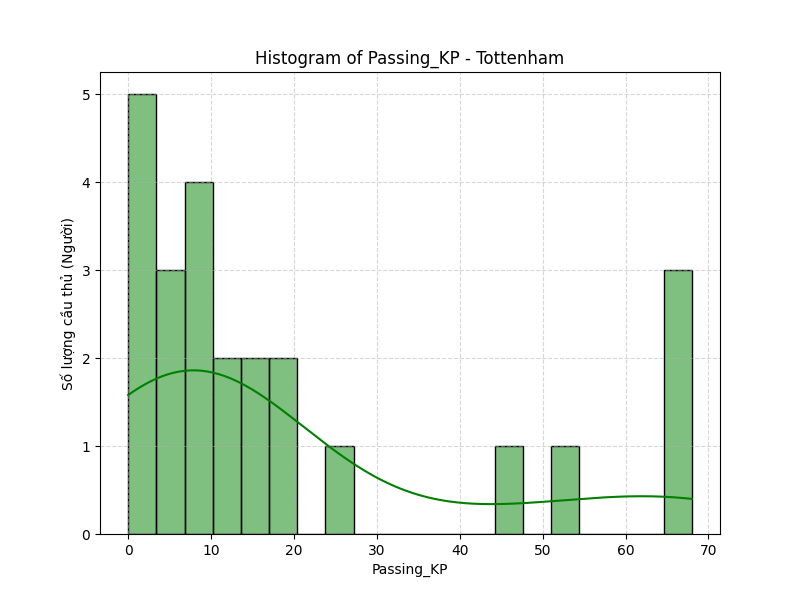 Histogram of Passing_KP - Tottenham
Số lượng cầu thủ (Người)
5
4
3
2
1
0
0 10 20 30 40 50 60 70
Passing_KP